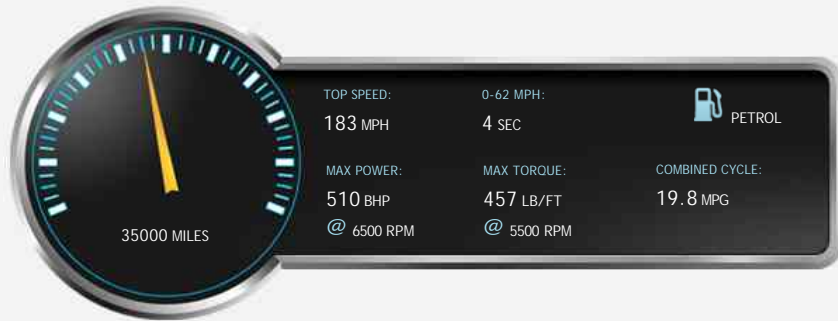 TOP SPEED:
183 MPH
0-62 MPH:
4 SEC
PETROL
MAX POWER:
510 BHP
@ 6500 RPM
MAX TORQUE:
457 LB/FT
@ 5500 RPM
COMBINED CYCLE:
19.8 MPG
35000 MILES